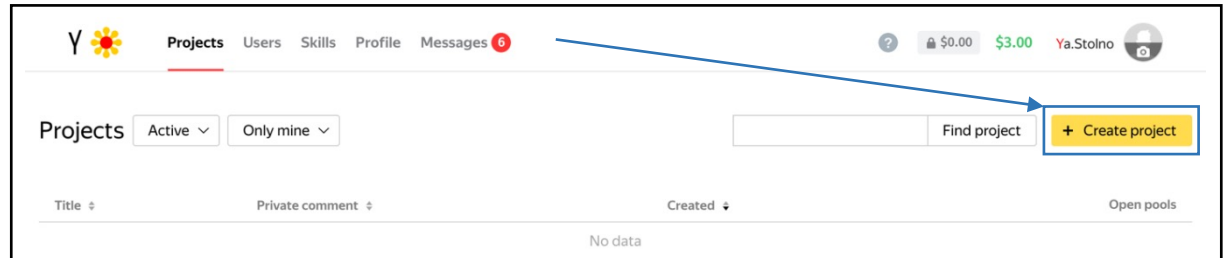 Y Projects Users Skills Profile Messages 6 ? $0.00 $3.00 Ya.Stolno
Projects Active Only mine Find project + Create project
Title Private comment Created Open pools
No data